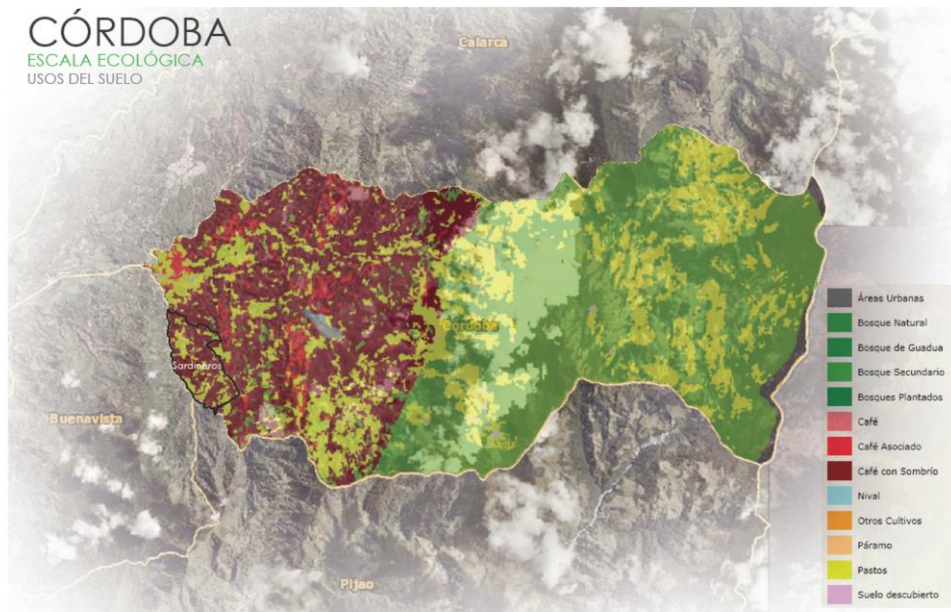 CÓRDOBA
ESCALA ECOLÓGICA
USOS DEL SUELO
Calarca
Córdoba
Sardineros
Buenavista
Pijao
Áreas Urbanas
Bosque Natural
Bosque de Guadua
Bosque Secundario
Bosques Plantados
Café
Café Asociado
Café con Sombrío
Nival
Otros Cultivos
Páramo
Pastos
Suelo descubierto